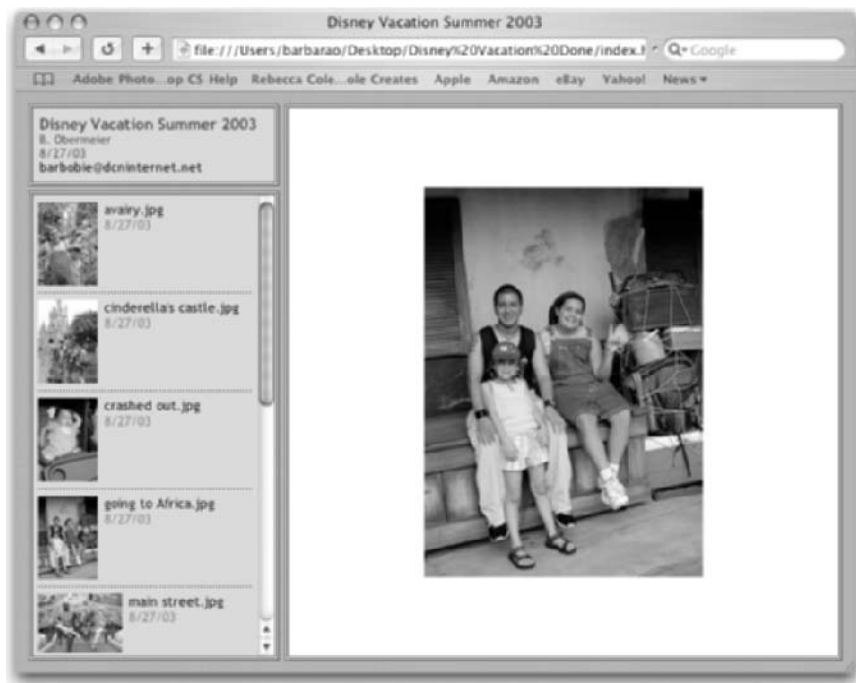 Disney Vacation Summer 2003
file:///Users/barbarao/Desktop/Disney%20Vacation%20Done/index.h
Google
Adobe Photo...op CS Help Rebecca Cole...ole Creates Apple Amazon eBay Yahoo! News
Disney Vacation Summer 2003
B. Obermeier
8/27/03
barbobie@dcninternet.net
avairy.jpg
8/27/03
cinderella's castle.jpg
8/27/03
crashed out.jpg
8/27/03
going to Africa.jpg
8/27/03
main street.jpg
8/27/03